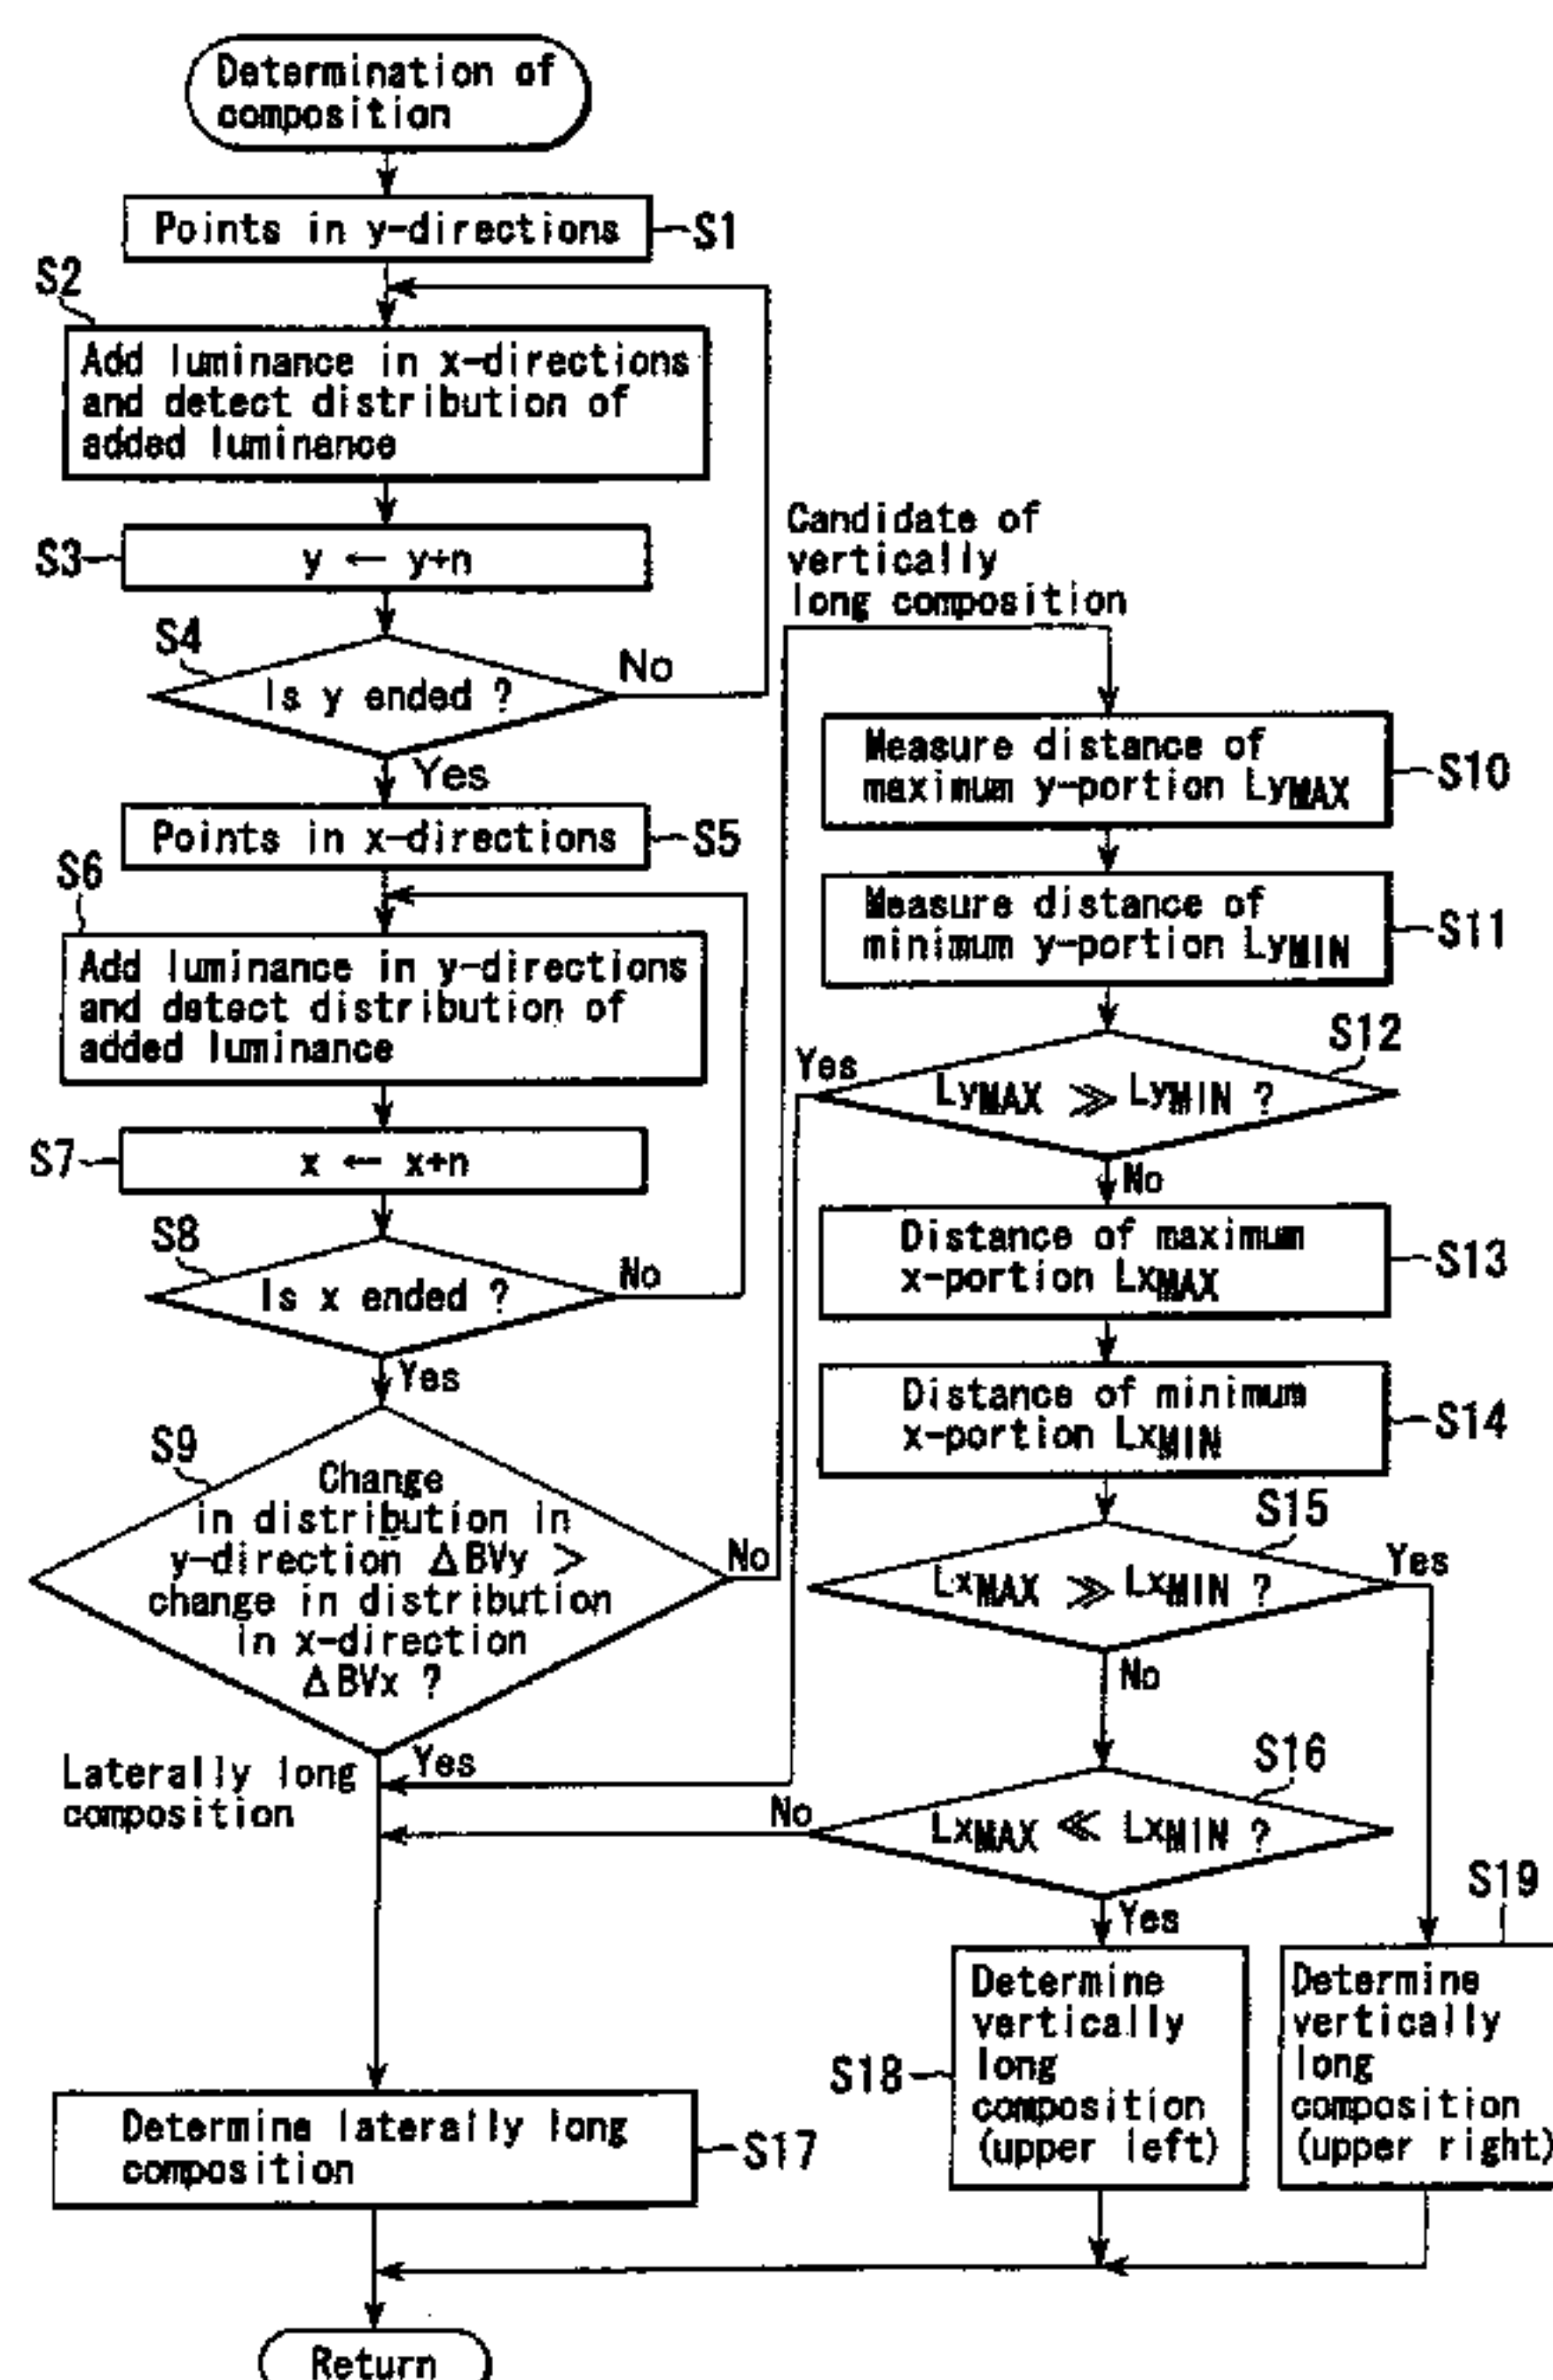 Determination of
composition
Points in y-directions
S1
S2
Add luminance in x-directions
and detect distribution of
added luminance
S3
y ← y+n
S4
Is y ended ?
No
Yes
Points in x-directions
S5
S6
Add luminance in y-directions
and detect distribution of
added luminance
S7
x ← x+n
S8
Is x ended ?
No
Yes
S9
Change
in distribution in
y-direction ΔBVy >
change in distribution
in x-direction
ΔBVx ?
No
Yes
Laterally long
composition
Candidate of
vertically
long composition
Measure distance of
maximum y-portion LyMAX
S10
Measure distance of
minimum y-portion LyMIN
S11
S12
Yes
LyMAX ≫ LyMIN ?
No
Distance of maximum
x-portion LxMAX
S13
Distance of minimum
x-portion LxMIN
S14
S15
LxMAX ≫ LxMIN ?
Yes
No
S16
No
LxMAX ≪ LxMIN ?
Yes
S19
S18
Determine
vertically
long
composition
(upper left)
Determine
vertically
long
composition
(upper right)
Determine laterally long
composition
S17
Return